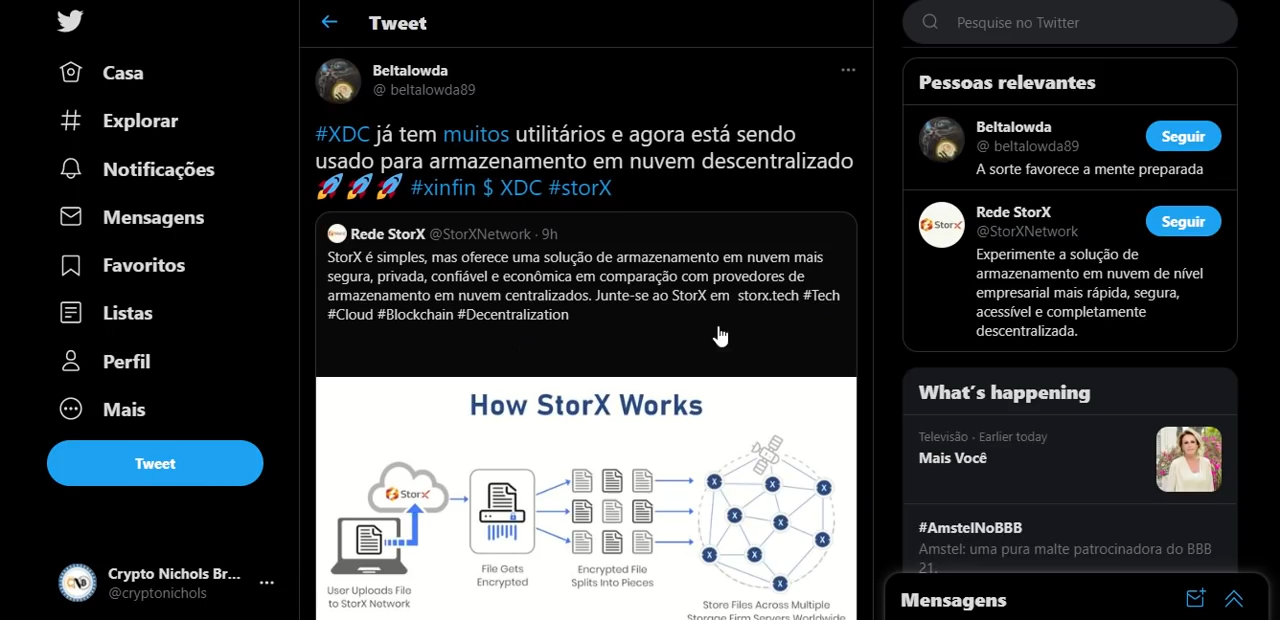 Casa
Explorar
Notificações
Mensagens
Favoritos
Listas
Perfil
Mais
Tweet
Crypto Nichols Br...
@cryptonichols
Tweet
Beltalowda
@ beltalowda89
#XDC já tem muitos utilitários e agora está sendo
usado para armazenamento em nuvem descentralizado
🚀🚀🚀 #xinfin $ XDC #storX
Rede StorX @StorXNetwork · 9h
StorX é simples, mas oferece uma solução de armazenamento em nuvem mais
segura, privada, confiável e econômica em comparação com provedores de
armazenamento em nuvem centralizados. Junte-se ao StorX em storx.tech #Tech
#Cloud #Blockchain #Decentralization
How StorX Works
StorX
User Uploads File
to StorX Network
File Gets
Encrypted
Encrypted File
Splits Into Pieces
Store Files Across Multiple
Storage Firm Servers Worldwide
Pesquise no Twitter
Pessoas relevantes
Beltalowda
@ beltalowda89
Seguir
A sorte favorece a mente preparada
StorX
Rede StorX
@StorXNetwork
Seguir
Experimente a solução de
armazenamento em nuvem de nível
empresarial mais rápida, segura,
acessível e completamente
descentralizada.
What´s happening
Televisão · Earlier today
Mais Você
#AmstelNoBBB
Amstel: uma pura malte patrocinadora do BBB
21.
Mensagens